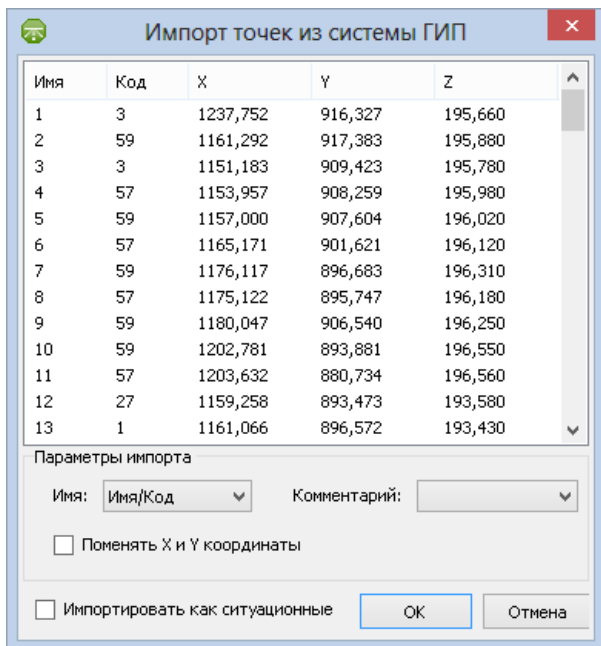 Импорт точек из системы ГИП
Имя Код X Y Z
1 3 1237,752 916,327 195,660
2 59 1161,292 917,383 195,880
3 3 1151,183 909,423 195,780
4 57 1153,957 908,259 195,980
5 59 1157,000 907,604 196,020
6 57 1165,171 901,621 196,120
7 59 1176,117 896,683 196,310
8 57 1175,122 895,747 196,180
9 59 1180,047 906,540 196,250
10 59 1202,781 893,881 196,550
11 57 1203,632 880,734 196,560
12 27 1159,258 893,473 193,580
13 1 1161,066 896,572 193,430
Параметры импорта
Имя: Имя/Код Комментарий:
Поменять X и Y координаты
Импортировать как ситуационные ОК Отмена